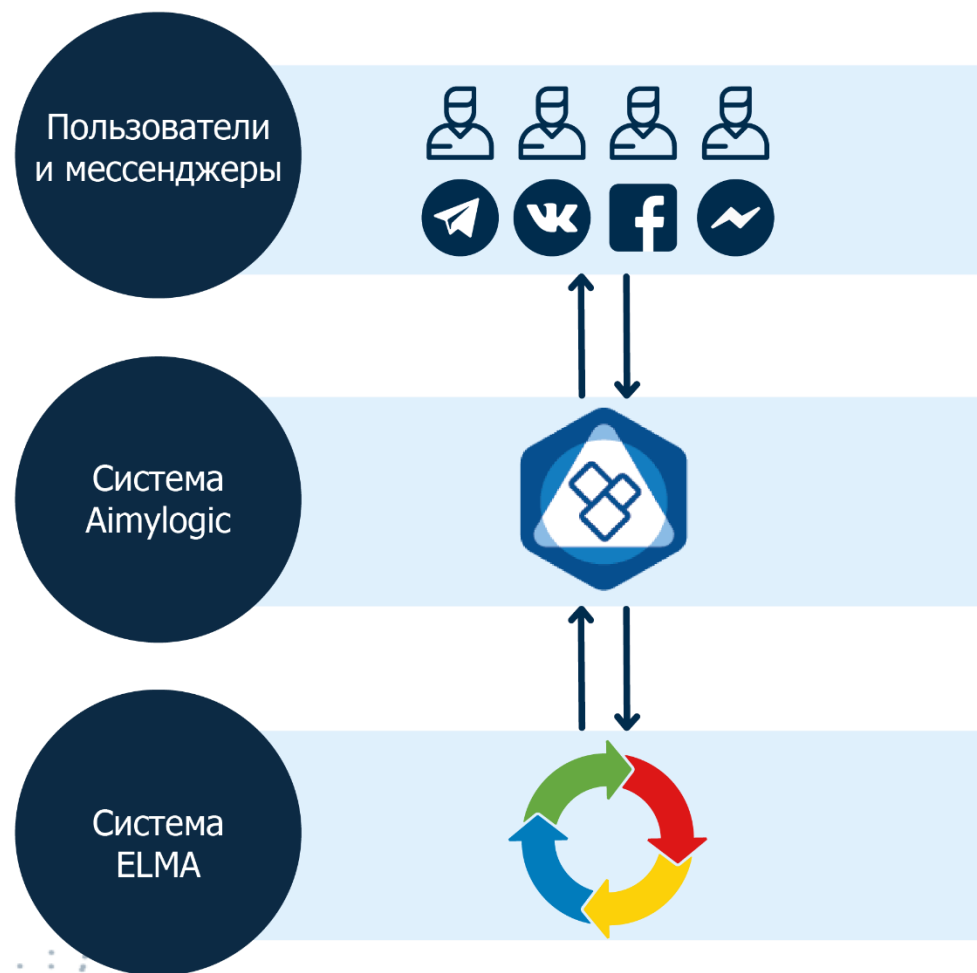 Пользователи
и мессенджеры
Система
Aimylogic
Система
ELMA